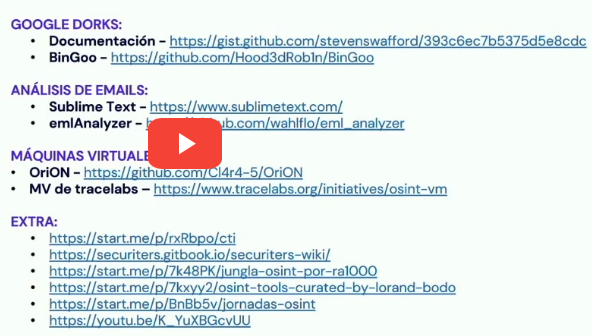 GOOGLE DORKS:
• Documentación - https://gist.github.com/stevenswafford/393c6ec7b5375d5e8cdc
• BinGoo - https://github.com/Hood3dRob1n/BinGoo
ANÁLISIS DE EMAILS:
• Sublime Text - https://www.sublimetext.com/
• emlAnalyzer - .com/wahlflo/eml_analyzer
MÁQUINAS VIRTUALE
• OriON - https://github.com/Cl4r4-5/OriON
• MV de tracelabs – https://www.tracelabs.org/initiatives/osint-vm
EXTRA:
• https://start.me/p/rxRbpo/cti
• https://securiters.gitbook.io/securiters-wiki/
• https://start.me/p/7k48PK/jungla-osint-por-ra1000
• https://start.me/p/7kxyy2/osint-tools-curated-by-lorand-bodo
• https://start.me/p/BnBb5v/jornadas-osint
• https://youtu.be/K_YuXBGcvUU